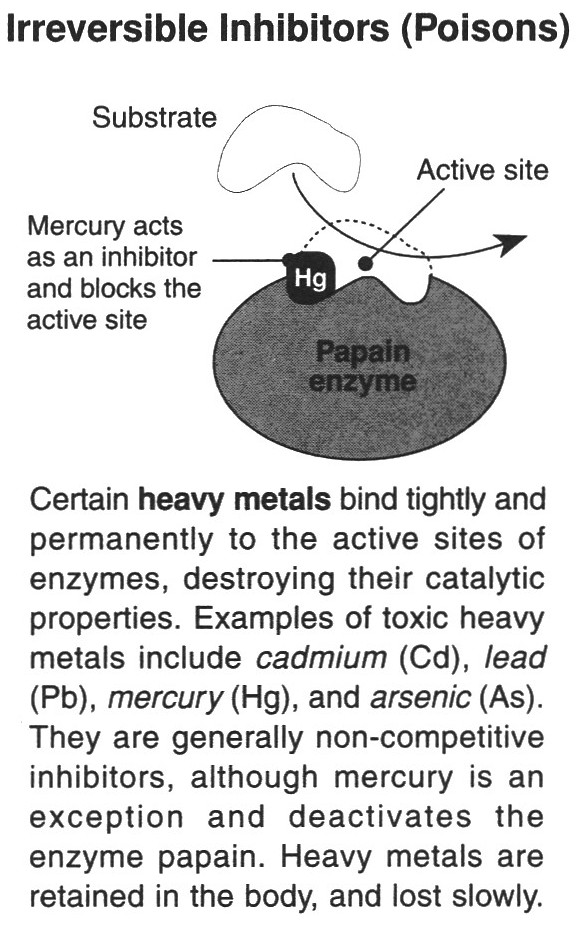 Irreversible Inhibitors (Poisons)
Substrate
Active site
Mercury acts
as an inhibitor
and blocks the
active site
Hg
Papain
enzyme
Certain heavy metals bind tightly and
permanently to the active sites of
enzymes, destroying their catalytic
properties. Examples of toxic heavy
metals include cadmium (Cd), lead
(Pb), mercury (Hg), and arsenic (As).
They are generally non-competitive
inhibitors, although mercury is an
exception and deactivates the
enzyme papain. Heavy metals are
retained in the body, and lost slowly.